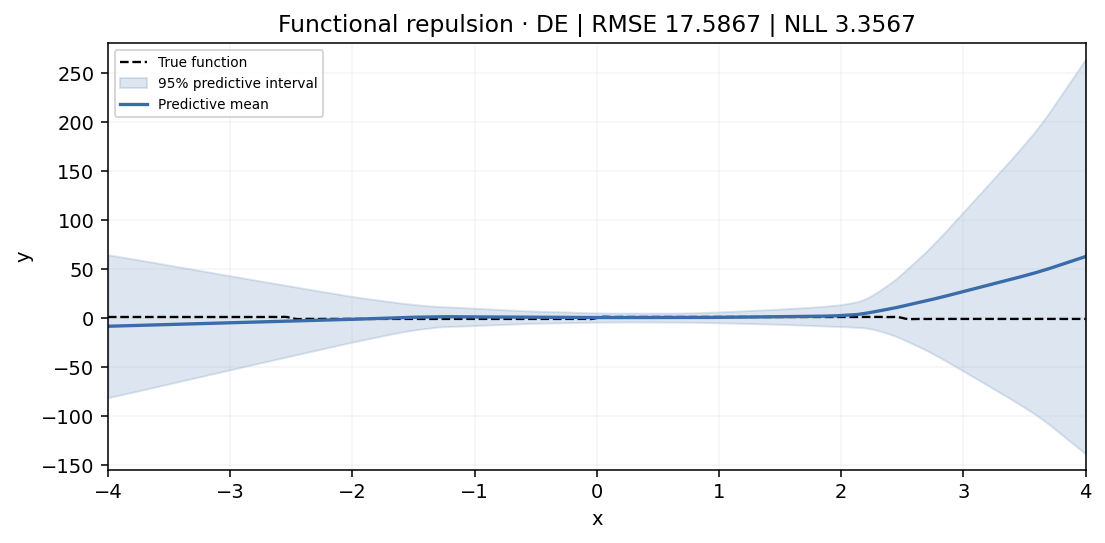 Functional repulsion · DE | RMSE 17.5867 | NLL 3.3567
True function
95% predictive interval
Predictive mean
250
200
150
100
50
0
−50
−100
−150
y
−4 −3 −2 −1 0 1 2 3 4
x